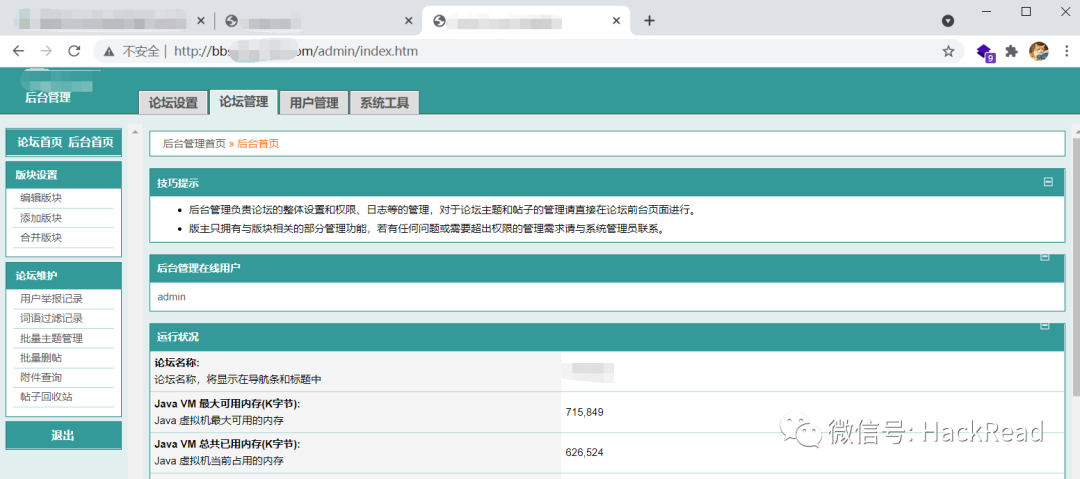 不安全 | http://bbs com/admin/index.htm
9
后台管理
论坛设置 论坛管理 用户管理 系统工具
论坛首页 后台首页
版块设置
编辑版块
添加版块
合并版块
论坛维护
用户举报记录
词语过滤记录
批量主题管理
批量删帖
附件查询
帖子回收站
退出
后台管理首页 » 后台首页
技巧提示
• 后台管理负责论坛的整体设置和权限、日志等的管理，对于论坛主题和帖子的管理请直接在论坛前台页面进行。
• 版主只拥有与版块相关的部分管理功能，若有任何问题或需要超出权限的管理需求请与系统管理员联系。
后台管理在线用户
admin
运行状况
论坛名称:
论坛名称，将显示在导航条和标题中
Java VM 最大可用内存(K字节):
Java 虚拟机最大可用的内存
715,849
Java VM 总共已用内存(K字节):
Java 虚拟机当前占用的内存
626,524
微信号: HackRead